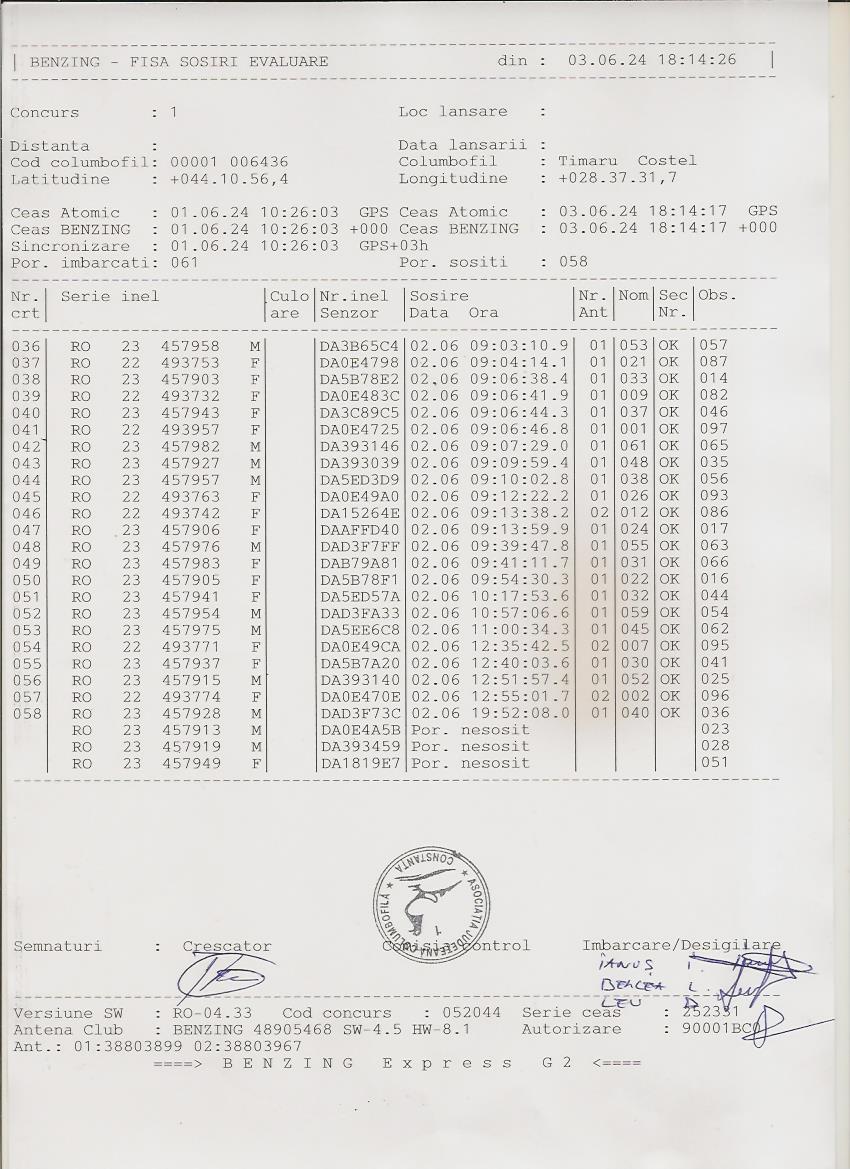 | BENZING - FISA SOSIRI EVALUARE din : 03.06.24 18:14:26 |
Concurs : 1 Loc lansare :
Distanta : Data lansarii :
Cod columbofil: 00001 006436 Columbofil : Timaru Costel
Latitudine : +044.10.56,4 Longitudine : +028.37.31,7
Ceas Atomic : 01.06.24 10:26:03 GPS Ceas Atomic : 03.06.24 18:14:17 GPS
Ceas BENZING : 01.06.24 10:26:03 +000 Ceas BENZING : 03.06.24 18:14:17 +000
Sincronizare : 01.06.24 10:26:03 GPS+03h
Por. imbarcati: 061 Por. sositi : 058
Nr. Serie inel |Culo|Nr.inel |Sosire |Nr. |Nom|Sec|Obs.
crt| |are |Senzor |Data Ora |Ant | |Nr.|
036 RO 23 457958 M DA3B65C4 02.06 09:03:10.9 01 053 OK 057
037 RO 22 493753 F DA0E4798 02.06 09:04:14.1 01 021 OK 087
038 RO 23 457903 F DA5B78E2 02.06 09:06:38.4 01 033 OK 014
039 RO 22 493732 F DA0E483C 02.06 09:06:41.9 01 009 OK 082
040 RO 23 457943 F DA3C89C5 02.06 09:06:44.3 01 037 OK 046
041 RO 22 493957 F DA0E4725 02.06 09:06:46.8 01 001 OK 097
042 RO 23 457982 M DA393146 02.06 09:07:29.0 01 061 OK 065
043 RO 23 457927 M DA393039 02.06 09:09:59.4 01 048 OK 035
044 RO 23 457957 M DA5ED3D9 02.06 09:10:02.8 01 038 OK 056
045 RO 22 493763 F DA0E49A0 02.06 09:12:22.2 01 026 OK 093
046 RO 22 493742 F DA15264E 02.06 09:13:38.2 02 012 OK 086
047 RO 23 457906 F DAAFFD40 02.06 09:13:59.9 01 024 OK 017
048 RO 23 457976 M DAD3F7FF 02.06 09:39:47.8 01 055 OK 063
049 RO 23 457983 F DAB79A81 02.06 09:41:11.7 01 031 OK 066
050 RO 23 457905 F DA5B78F1 02.06 09:54:30.3 01 022 OK 016
051 RO 23 457941 F DA5ED57A 02.06 10:17:53.6 01 032 OK 044
052 RO 23 457954 M DAD3FA33 02.06 10:57:06.6 01 059 OK 054
053 RO 23 457975 M DA5EE6C8 02.06 11:00:34.3 01 045 OK 062
054 RO 22 493771 F DA0E49CA 02.06 12:35:42.5 02 007 OK 095
055 RO 23 457937 F DA5B7A20 02.06 12:40:03.6 01 030 OK 041
056 RO 23 457915 M DA393140 02.06 12:51:57.4 01 052 OK 025
057 RO 22 493774 F DA0E470E 02.06 12:55:01.7 02 002 OK 096
058 RO 23 457928 M DAD3F73C 02.06 19:52:08.0 01 040 OK 036
RO 23 457913 M DA0E4A5B Por. nesosit 023
RO 23 457919 M DA393459 Por. nesosit 028
RO 23 457949 F DA1819E7 Por. nesosit 051
ASOCIATIA JUDETEANA COLUMBOFILĂ ★ CONSTANTA ★
1
Semnaturi : Crescator Comisia control Imbarcare/Desigilare
IANUȘ I.
BEALCEA L.
LEU D.
Versiune SW : RO-04.33 Cod concurs : 052044 Serie ceas : 252331
Antena Club : BENZING 48905468 SW-4.5 HW-8.1 Autorizare : 90001BC0
Ant.: 01:38803899 02:38803967
====> B E N Z I N G E x p r e s s G 2 <====